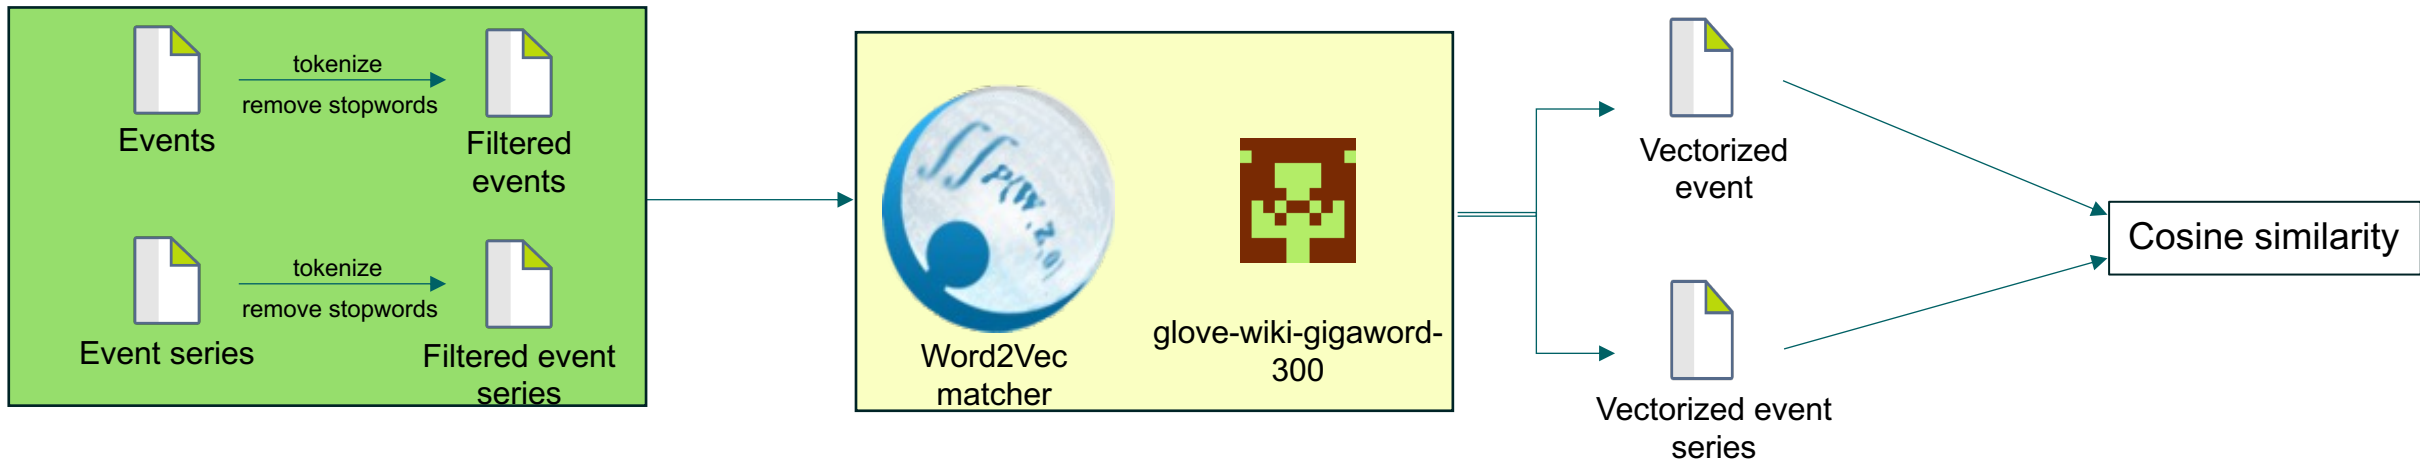 tokenize
remove stopwords
Events
Filtered
events
tokenize
remove stopwords
Event series
Filtered event
series
∫∫P(W,Z,θ)
Word2Vec
matcher
glove-wiki-gigaword-
300
Vectorized
event
Vectorized event
series
Cosine similarity